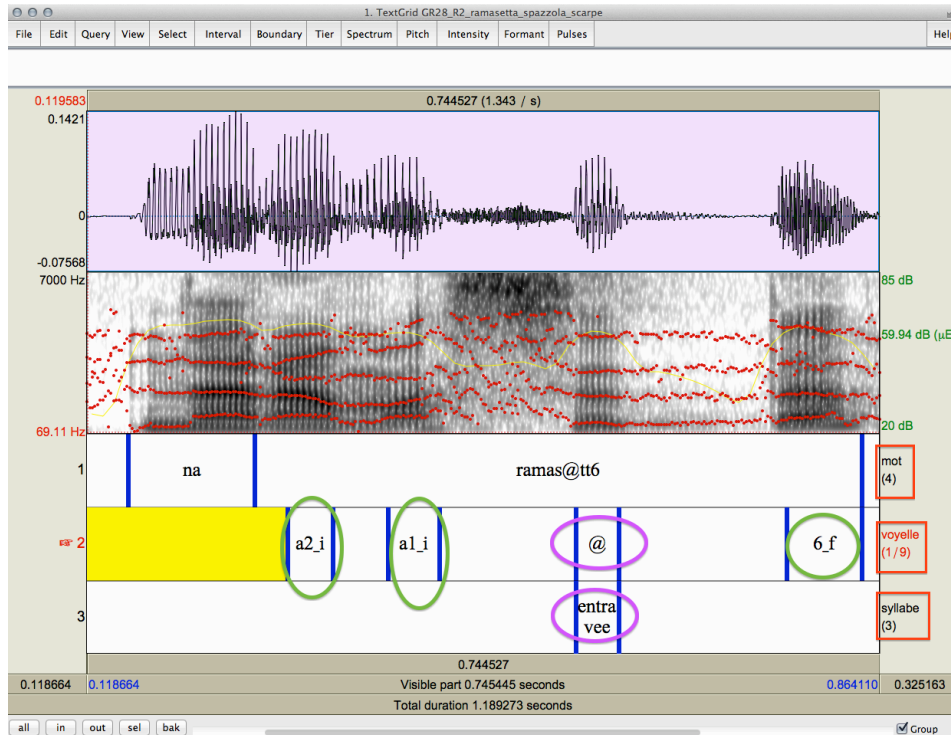 1. TextGrid GR28_R2_ramasetta_spazzola_scarpe
File Edit Query View Select Interval Boundary Tier Spectrum Pitch Intensity Formant Pulses Help
0.119583 0.744527 (1.343 / s)
0.1421
0
-0.07568
7000 Hz 85 dB
59.94 dB (µE
69.11 Hz 20 dB
1 na ramas@tt6 mot
(4)
2 a2_i a1_i @ 6_f voyelle
(1/9)
3 entra
vee syllabe
(3)
0.744527
0.118664 0.118664 Visible part 0.745445 seconds 0.864110 0.325163
Total duration 1.189273 seconds
all in out sel bak Group